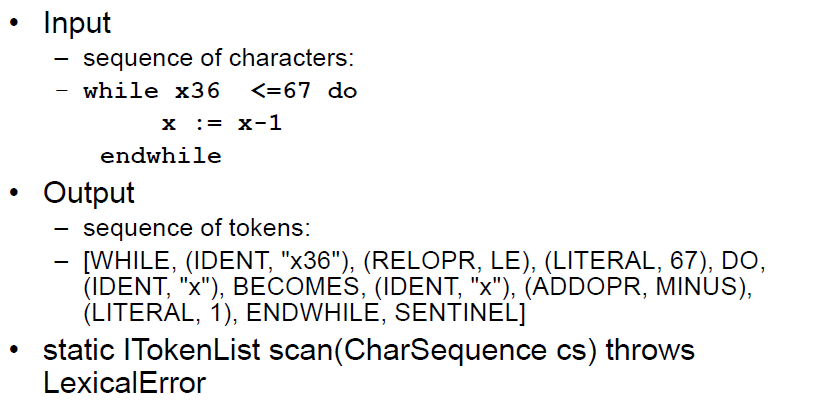 • Input
– sequence of characters:
– while x36  <=67 do
x := x-1
endwhile
• Output
– sequence of tokens:
– [WHILE, (IDENT, "x36"), (RELOPR, LE), (LITERAL, 67), DO,
(IDENT, "x"), BECOMES, (IDENT, "x"), (ADDOPR, MINUS),
(LITERAL, 1), ENDWHILE, SENTINEL]
• static ITokenList scan(CharSequence cs) throws
LexicalError